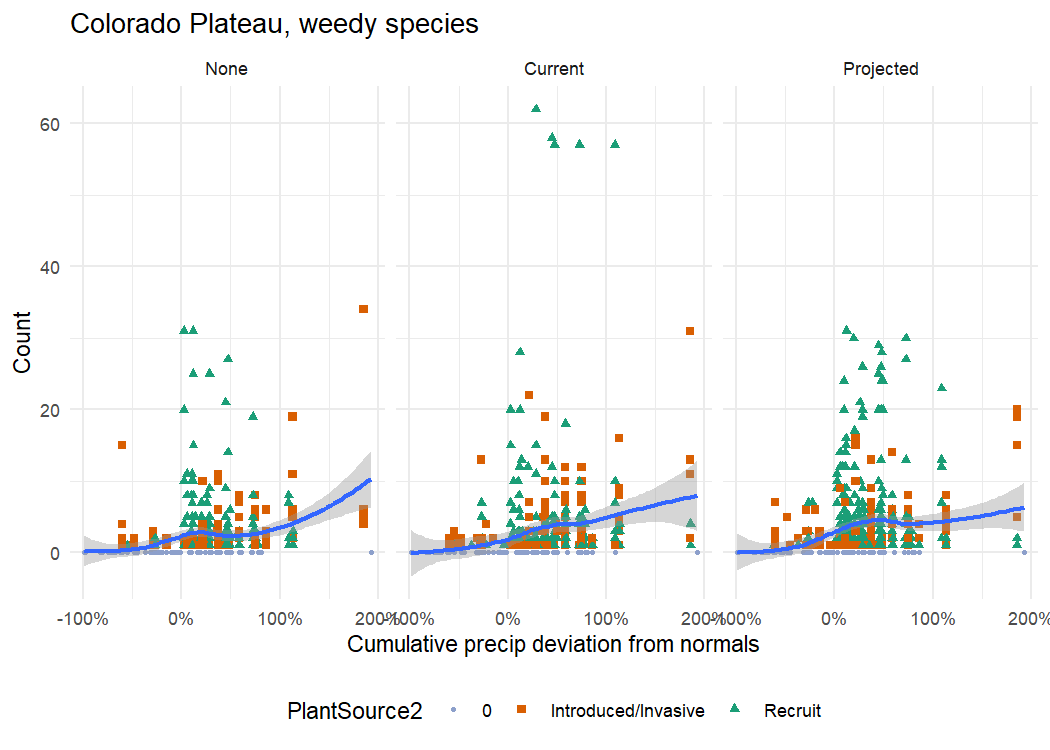 Colorado Plateau, weedy species
None Current Projected
60
40
20
0
Count
-100% 0% 100% 200% -100% 0% 100% 200% -100% 0% 100% 200%
Cumulative precip deviation from normals
PlantSource2 0 Introduced/Invasive Recruit